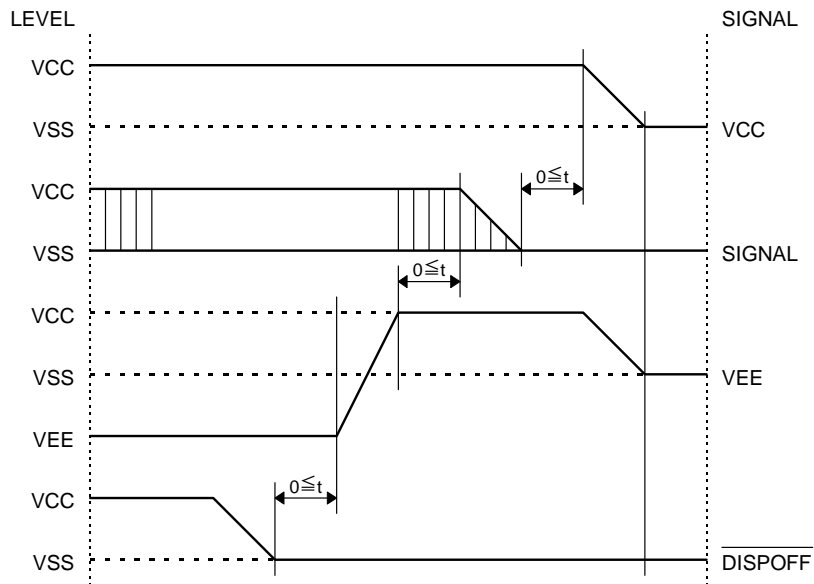 LEVEL SIGNAL
VCC
VSS VCC
VCC
0≦t
VSS SIGNAL
0≦t
VCC
VSS VEE
VEE
0≦t
VCC
VSS DISPOFF